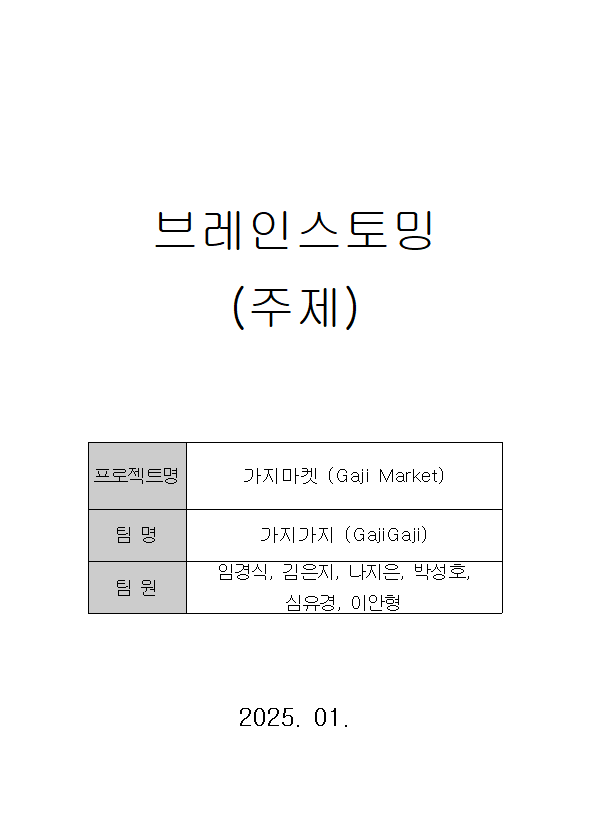 브레인스토밍
(주제)
프로젝트명 가지마켓 (Gaji Market)
팀 명 가지가지 (GajiGaji)
팀 원 임경식, 김은지, 나지은, 박성호,
심유경, 이안형
2025. 01.